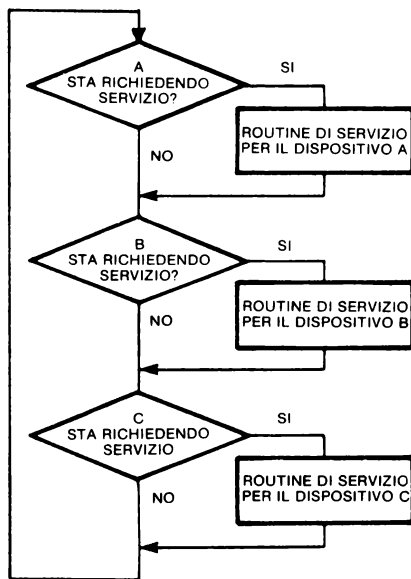 A
STA RICHIEDENDO
SERVIZIO?
SI
ROUTINE DI SERVIZIO
PER IL DISPOSITIVO A
NO
B
STA RICHIEDENDO
SERVIZIO?
SI
ROUTINE DI SERVIZIO
PER IL DISPOSITIVO B
NO
C
STA RICHIEDENDO
SERVIZIO
SI
ROUTINE DI SERVIZIO
PER IL DISPOSITIVO C
NO